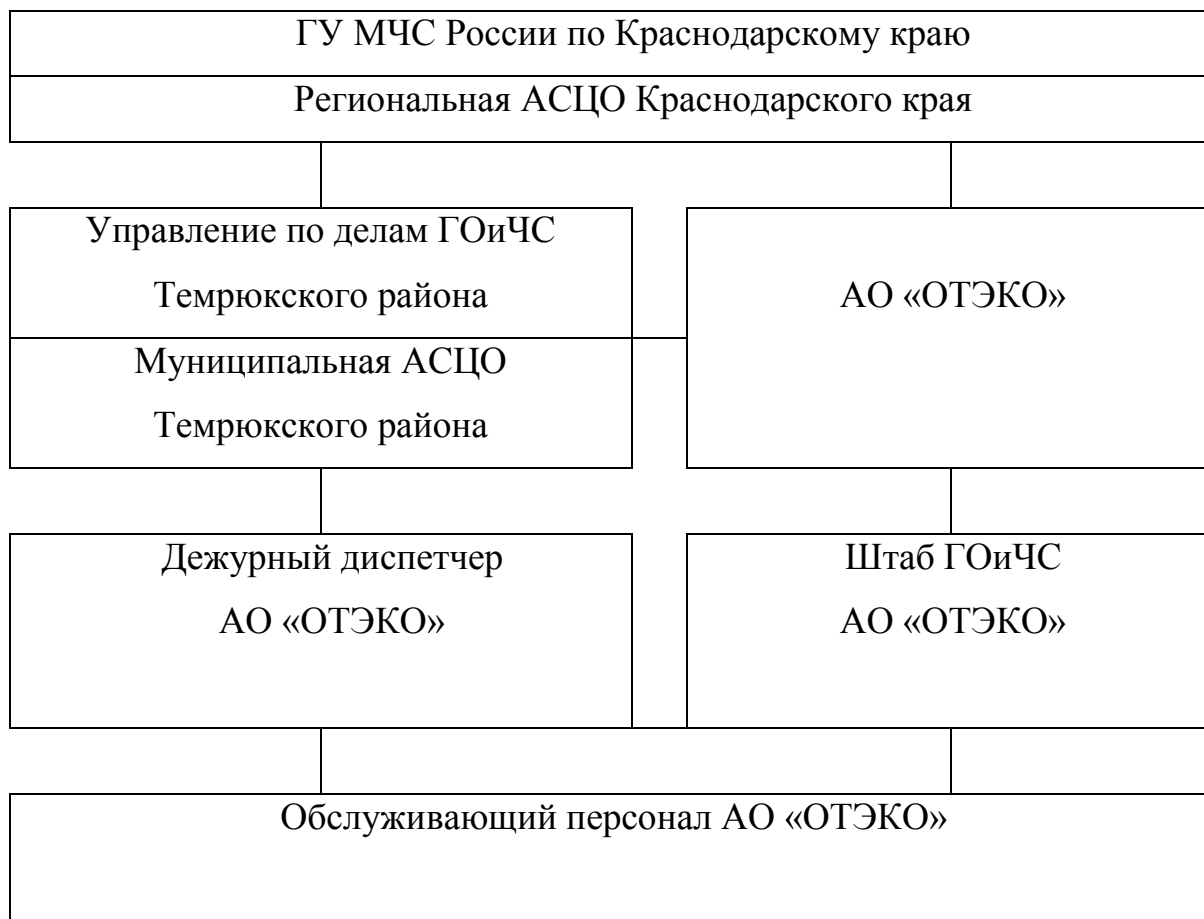 ГУ МЧС России по Краснодарскому краю
Региональная АСЦО Краснодарского края
Управление по делам ГОиЧС
Темрюкского района
Муниципальная АСЦО
Темрюкского района
АО «ОТЭКО»
Дежурный диспетчер
АО «ОТЭКО»
Штаб ГОиЧС
АО «ОТЭКО»
Обслуживающий персонал АО «ОТЭКО»